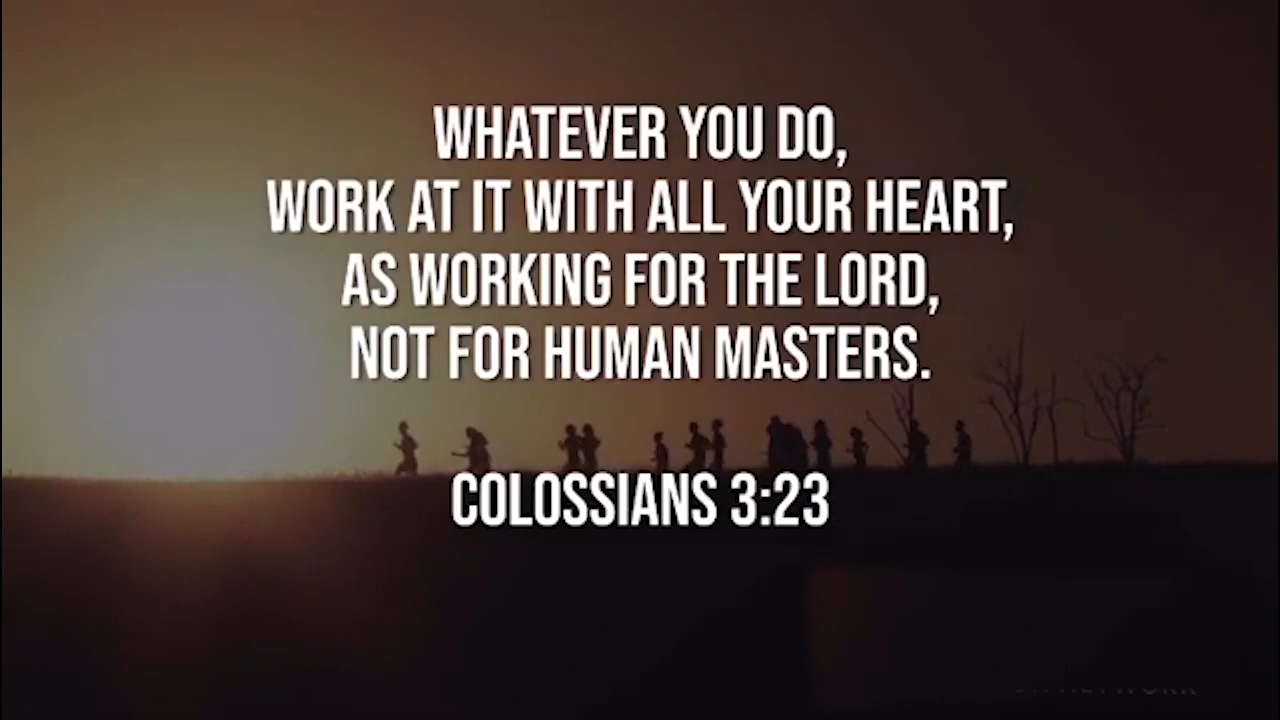 WHATEVER YOU DO,
WORK AT IT WITH ALL YOUR HEART,
AS WORKING FOR THE LORD,
NOT FOR HUMAN MASTERS.
COLOSSIANS 3:23